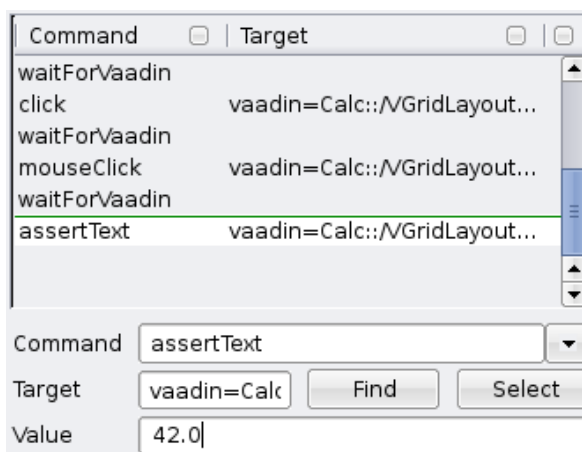 Command Target
waitForVaadin
click vaadin=Calc::/VGridLayout...
waitForVaadin
mouseClick vaadin=Calc::/VGridLayout...
waitForVaadin
assertText vaadin=Calc::/VGridLayout...
Command assertText
Target vaadin=Calc Find Select
Value 42.0